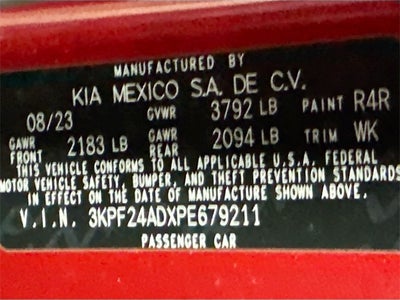 MANUFACTURED BY
KIA MEXICO S.A. DE C.V.
08/23 GVWR 3792 LB PAINT R4R
GAWR FRONT 2183 LB GAWR REAR 2094 LB TRIM WK
THIS VEHICLE CONFORMS TO ALL APPLICABLE U.S.A. FEDERAL
MOTOR VEHICLE SAFETY, BUMPER, AND THEFT PREVENTION STANDARDS
IN EFFECT ON THE DATE OF MANUFACTURE SHOWN ABOVE.
V.I.N. 3KPF24ADXPE679211
PASSENGER CAR